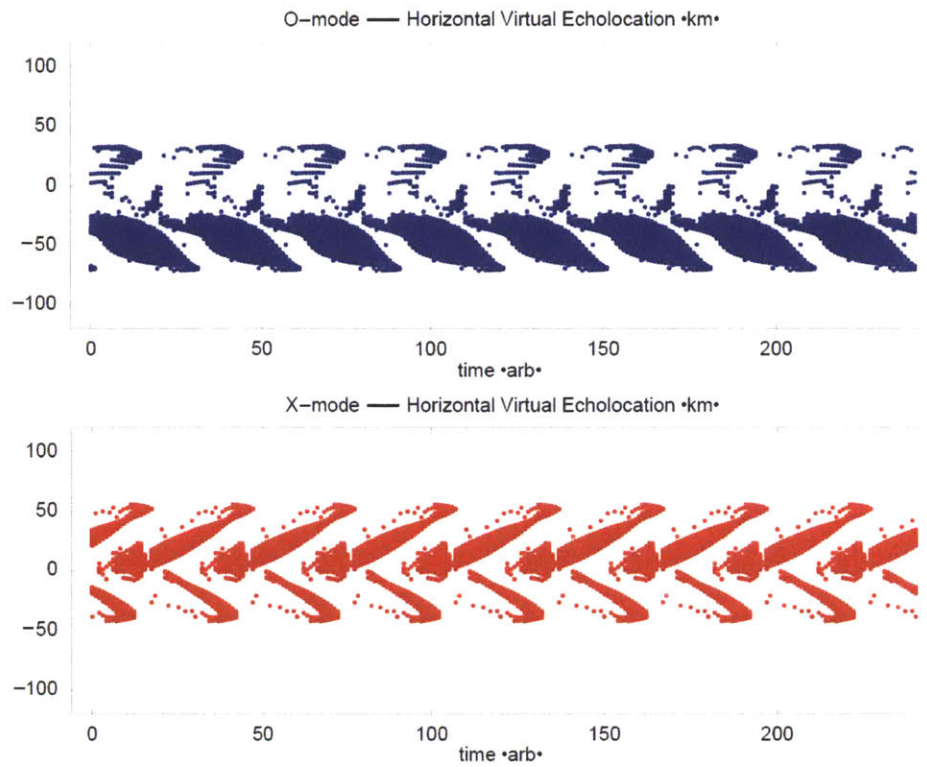 O−mode — Horizontal Virtual Echolocation •km•
100
50
0
−50
−100
0 50 100 150 200
time •arb•
X−mode — Horizontal Virtual Echolocation •km•
100
50
0
−50
−100
0 50 100 150 200
time •arb•